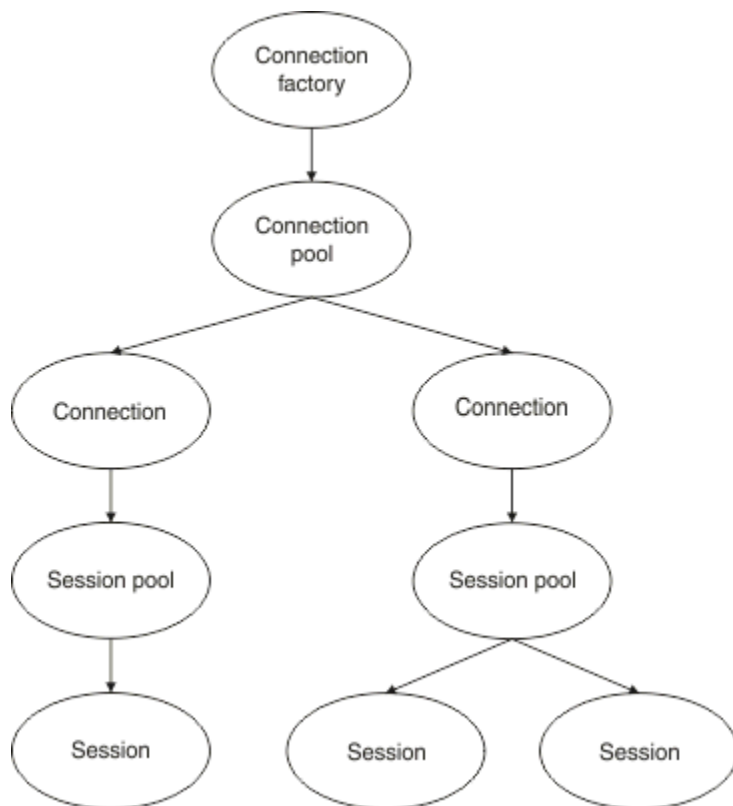 Connection
factory
Connection
pool
Connection
Connection
Session pool
Session pool
Session
Session
Session